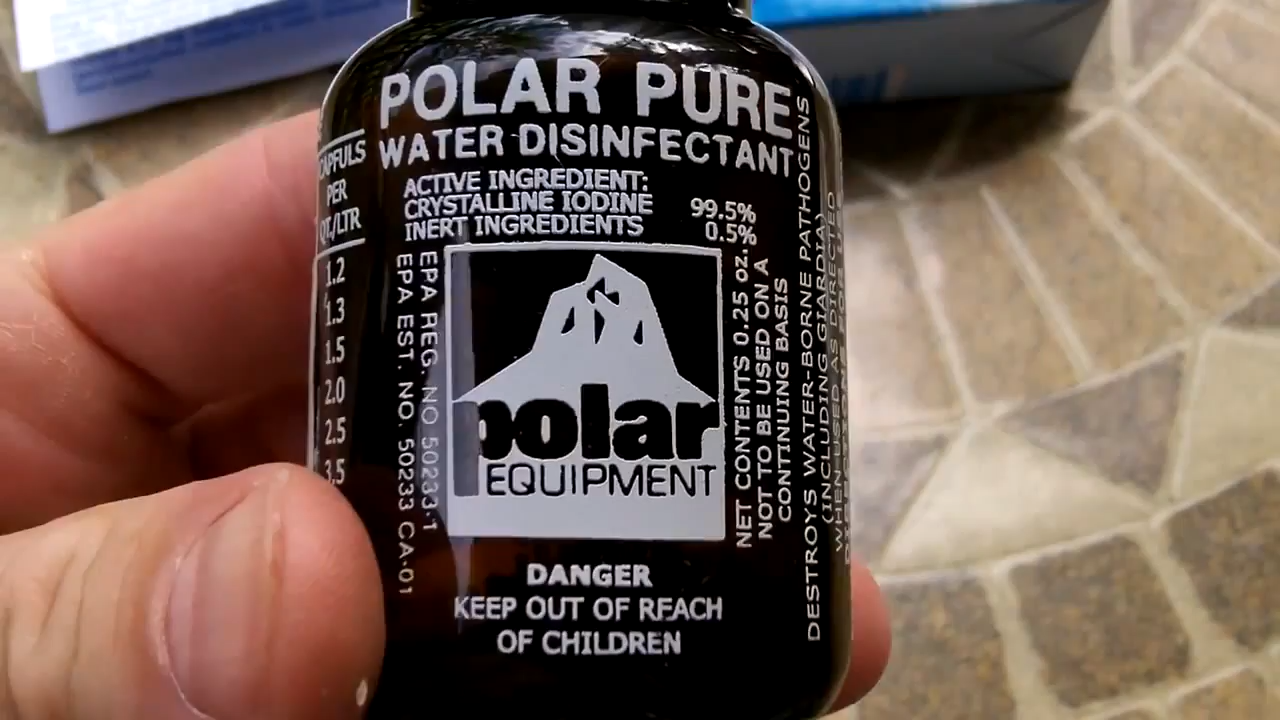 POLAR PURE
WATER DISINFECTANT
ACTIVE INGREDIENT:
CRYSTALLINE IODINE 99.5%
INERT INGREDIENTS 0.5%
CAPFULS
PER
QT./LTR
1.2
1.3
1.5
2.0
2.5
3.5
EPA REG. NO 50233-1
EPA EST. NO. 50233 CA-01
polar
EQUIPMENT
NET CONTENTS 0.25 oz.
NOT TO BE USED ON A
CONTINUING BASIS
DESTROYS WATER-BORNE PATHOGENS
(INCLUDING GIARDIA)
WHEN USED AS DIRECTED
DANGER
KEEP OUT OF REACH
OF CHILDREN